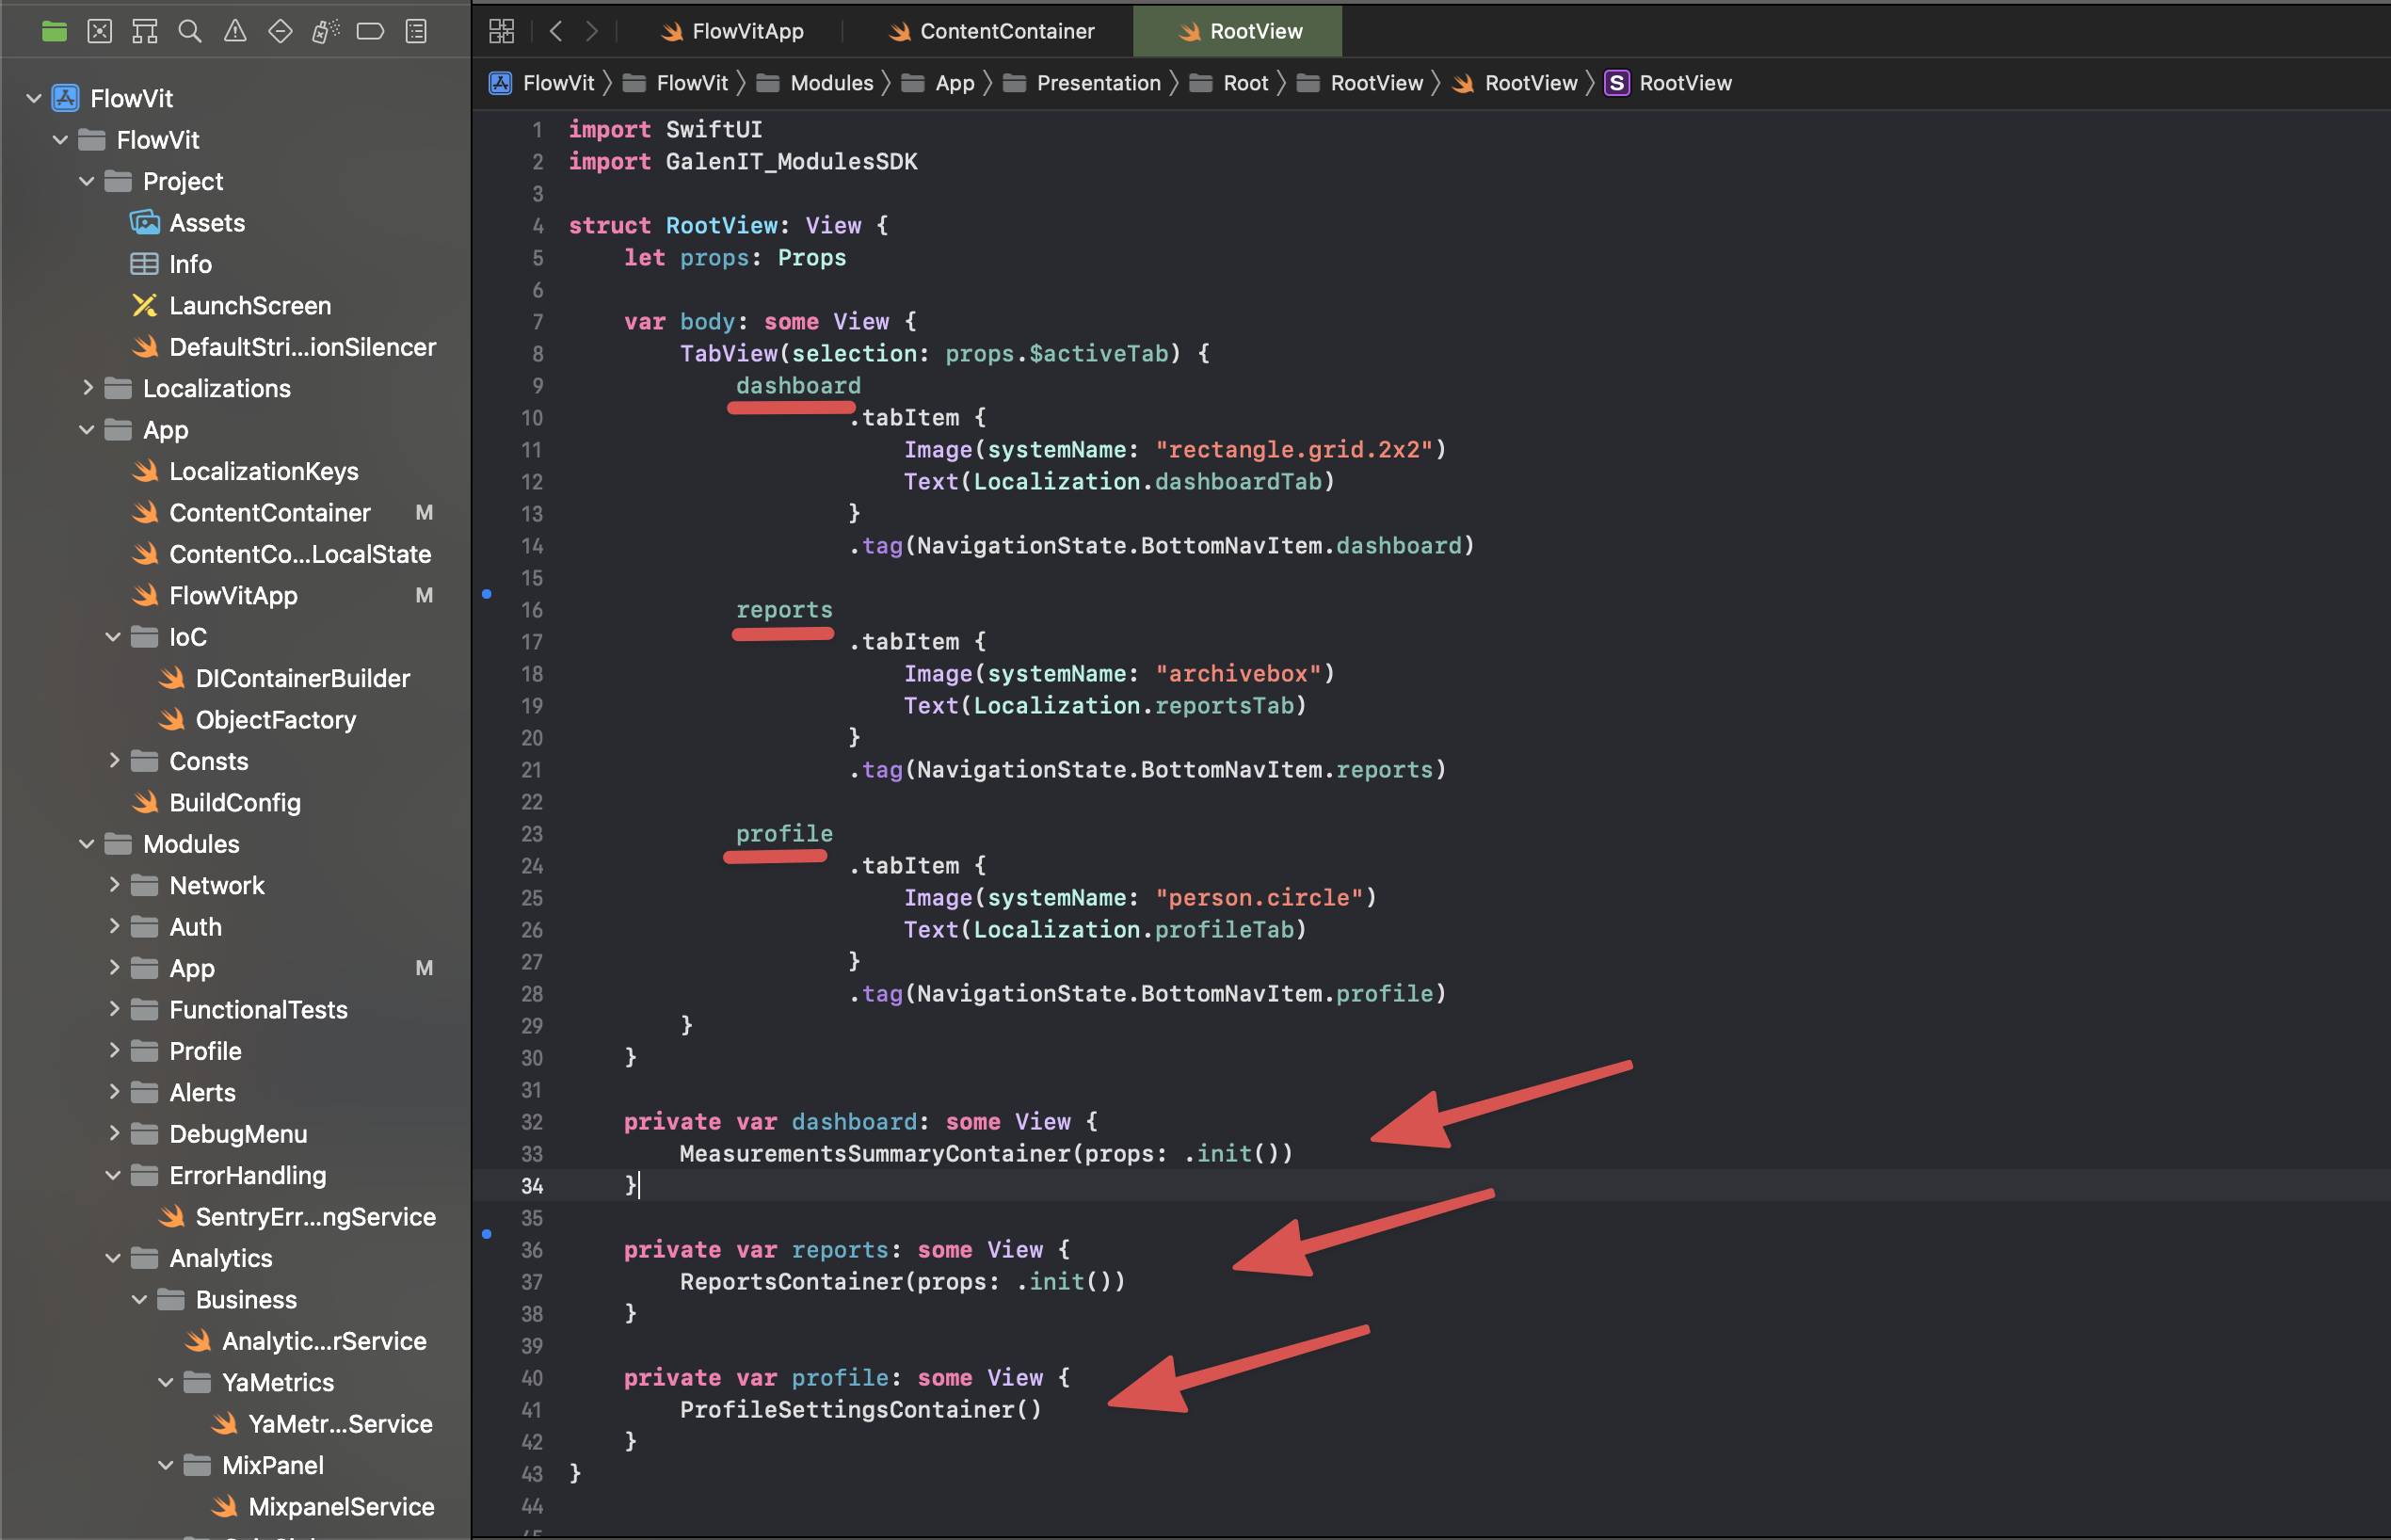 FlowVit
FlowVit
Project
Assets
Info
LaunchScreen
DefaultStri...ionSilencer
Localizations
App
LocalizationKeys
ContentContainer M
ContentCo...LocalState
FlowVitApp M
IoC
DIContainerBuilder
ObjectFactory
Consts
BuildConfig
Modules
Network
Auth
App M
FunctionalTests
Profile
Alerts
DebugMenu
ErrorHandling
SentryErr...ngService
Analytics
Business
Analytic...rService
YaMetrics
YaMetr...Service
MixPanel
MixpanelService
FlowVitApp ContentContainer RootView
FlowVit FlowVit Modules App Presentation Root RootView RootView S RootView
1 import SwiftUI
2 import GalenIT_ModulesSDK
3
4 struct RootView: View {
5 let props: Props
6
7 var body: some View {
8 TabView(selection: props.$activeTab) {
9 dashboard
10 .tabItem {
11 Image(systemName: "rectangle.grid.2x2")
12 Text(Localization.dashboardTab)
13 }
14 .tag(NavigationState.BottomNavItem.dashboard)
15
16 reports
17 .tabItem {
18 Image(systemName: "archivebox")
19 Text(Localization.reportsTab)
20 }
21 .tag(NavigationState.BottomNavItem.reports)
22
23 profile
24 .tabItem {
25 Image(systemName: "person.circle")
26 Text(Localization.profileTab)
27 }
28 .tag(NavigationState.BottomNavItem.profile)
29 }
30 }
31
32 private var dashboard: some View {
33 MeasurementsSummaryContainer(props: .init())
34 }
35
36 private var reports: some View {
37 ReportsContainer(props: .init())
38 }
39
40 private var profile: some View {
41 ProfileSettingsContainer()
42 }
43 }
44